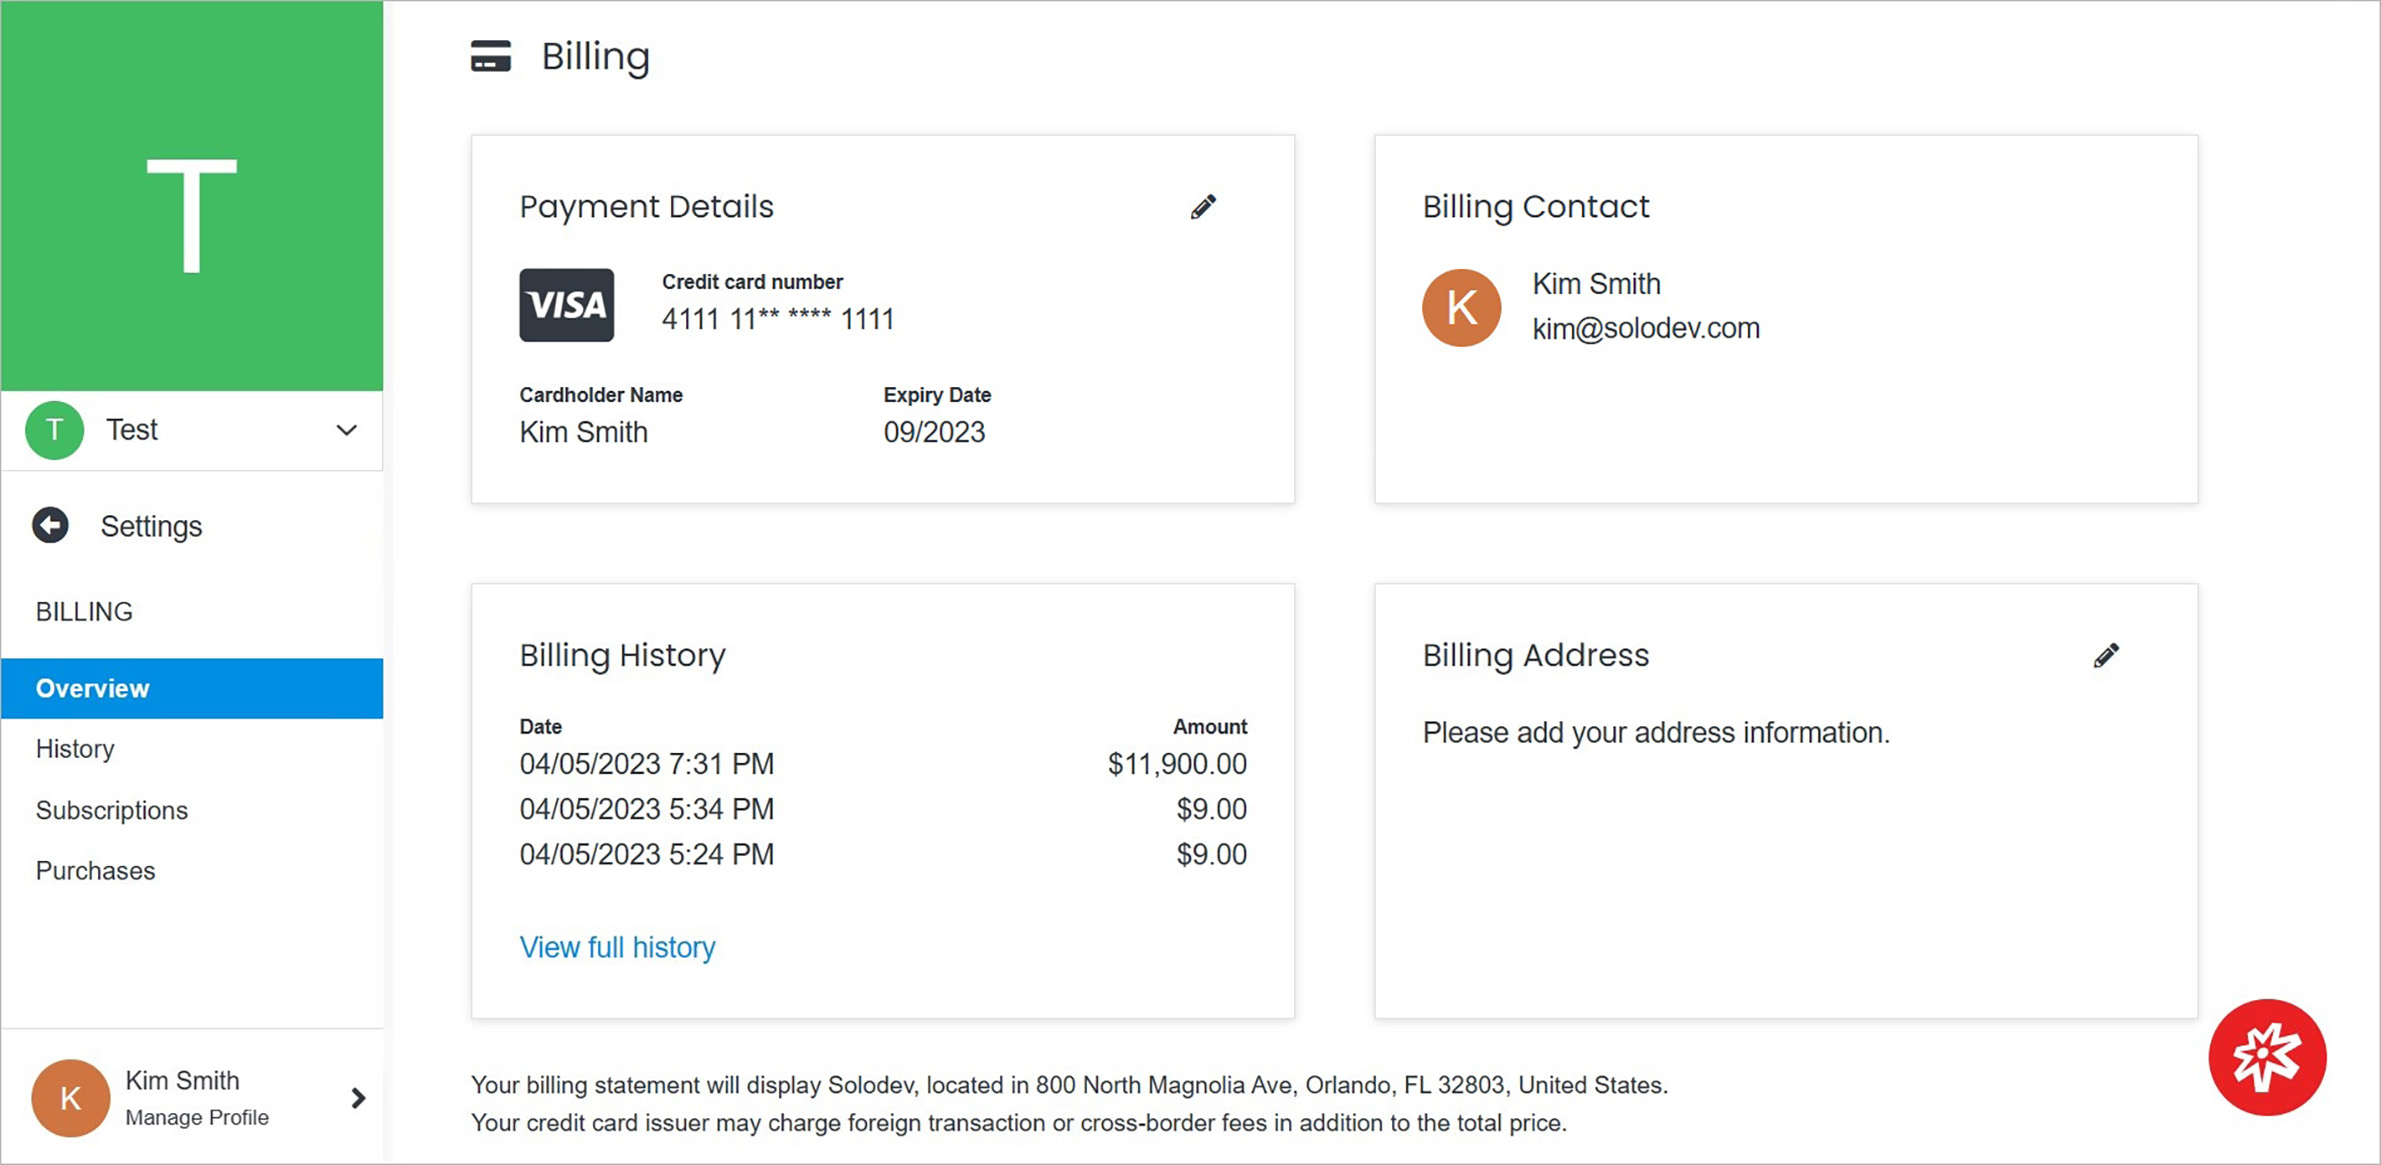 T
T Test
Settings
BILLING
Overview
History
Subscriptions
Purchases
K Kim Smith
Manage Profile
Billing
Payment Details
VISA
Credit card number
4111 11** **** 1111
Cardholder Name
Kim Smith
Expiry Date
09/2023
Billing Contact
K
Kim Smith
kim@solodev.com
Billing History
Date Amount
04/05/2023 7:31 PM $11,900.00
04/05/2023 5:34 PM $9.00
04/05/2023 5:24 PM $9.00
View full history
Billing Address
Please add your address information.
Your billing statement will display Solodev, located in 800 North Magnolia Ave, Orlando, FL 32803, United States.
Your credit card issuer may charge foreign transaction or cross-border fees in addition to the total price.